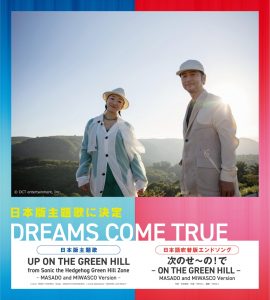 © DCT entertainment, Inc.
日本版主題歌に決定
DREAMS COME TRUE
日本版主題歌
UP ON THE GREEN HILL
from Sonic the Hedgehog Green Hill Zone
- MASADO and MIWASCO Version -
日本語吹替版エンドソング
次のせ~の!で
- ON THE GREEN HILL -
MASADO and MIWASCO Version